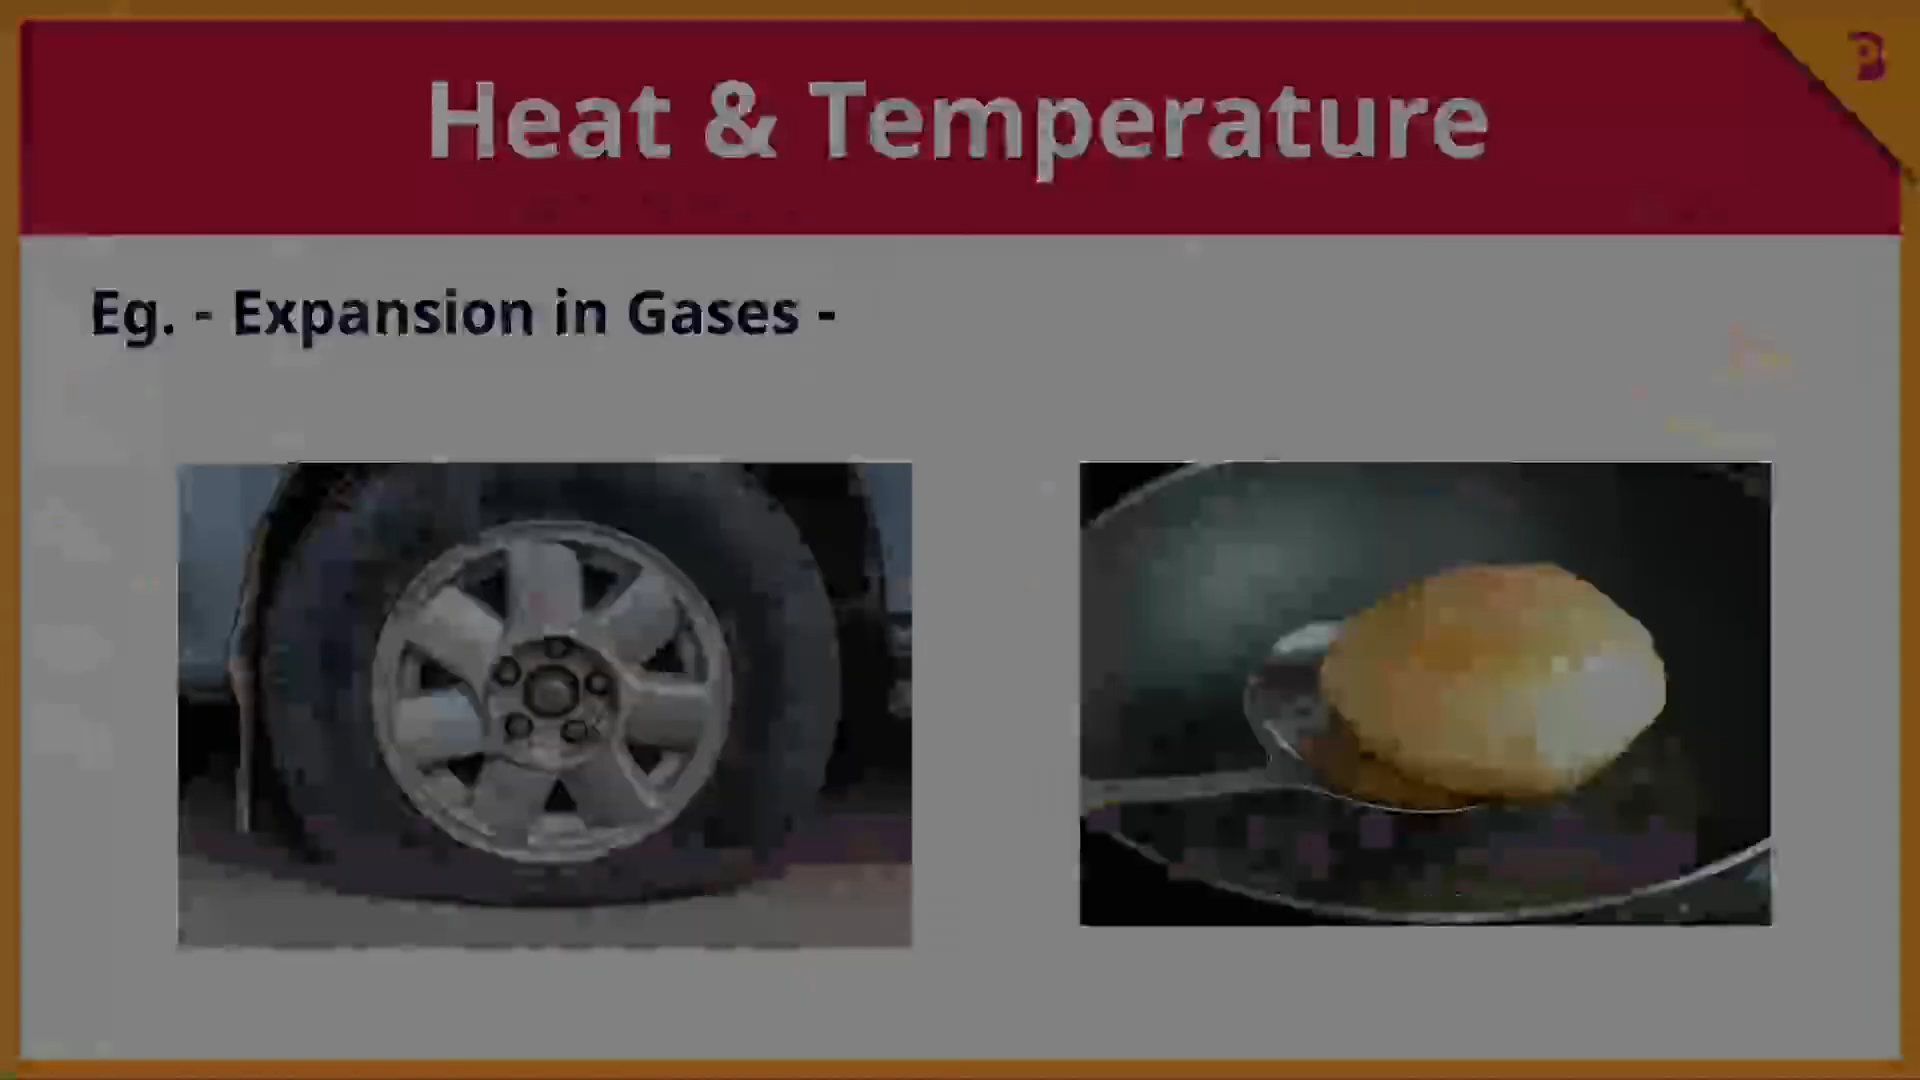 Heat & Temperature
Eg. - Expansion in Gases -